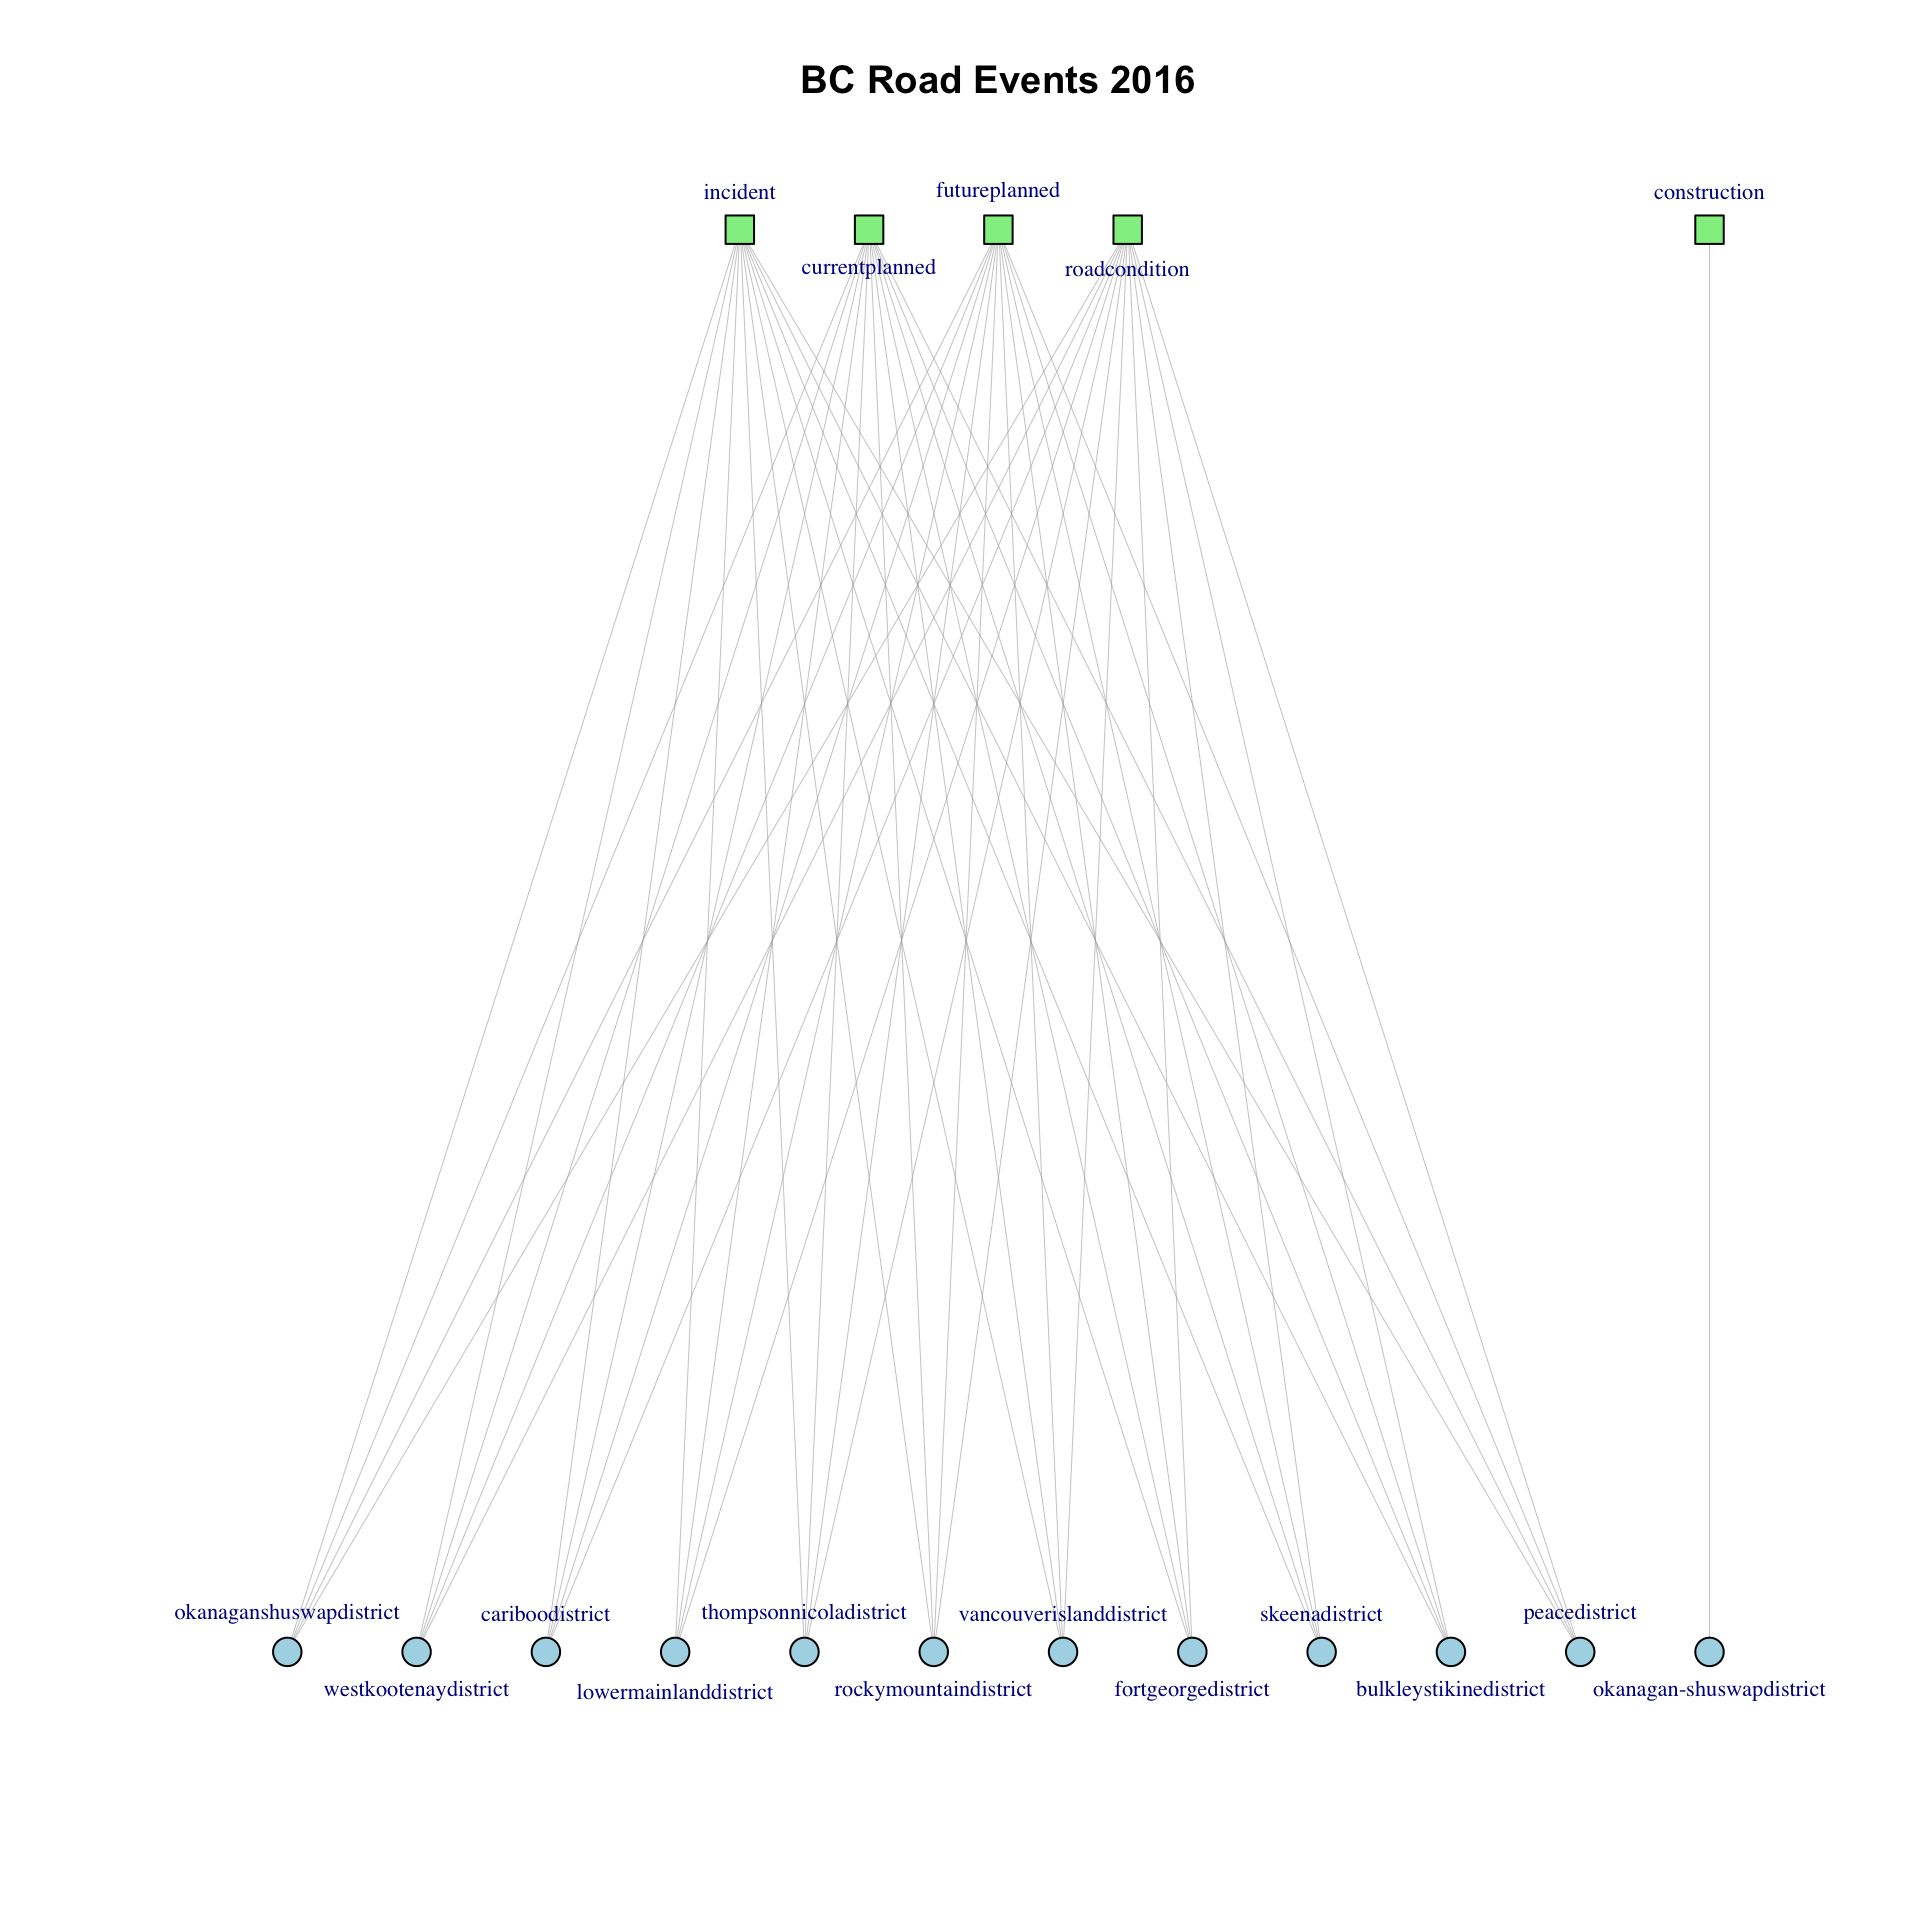 BC Road Events 2016
incident
futureplanned
construction
currentplanned
roadcondition
okanaganshuswapdistrict
cariboodistrict
thompsonnicoladistrict
vancouverislanddistrict
skeenadistrict
peacedistrict
westkootenaydistrict
lowermainlanddistrict
rockymountaindistrict
fortgeorgedistrict
bulkleystikinedistrict
okanagan-shuswapdistrict